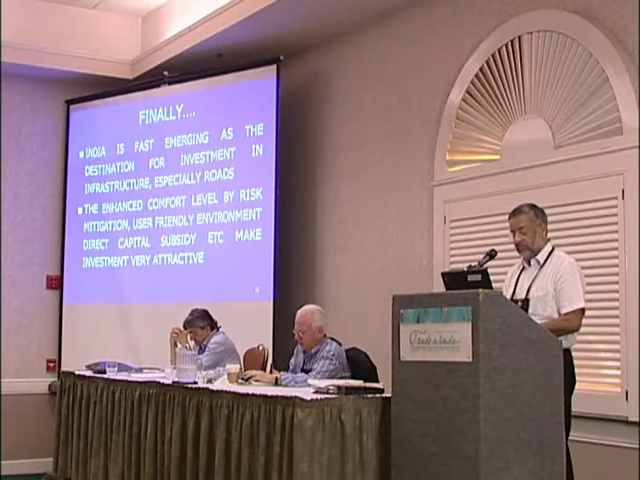 FINALLY....
INDIA IS FAST EMERGING AS THE
DESTINATION FOR INVESTMENT IN
INFRASTRUCTURE, ESPECIALLY ROADS
THE ENHANCED COMFORT LEVEL BY RISK
MITIGATION, USER FRIENDLY ENVIRONMENT
DIRECT CAPITAL SUBSIDY ETC MAKE
INVESTMENT VERY ATTRACTIVE
TradeWinds